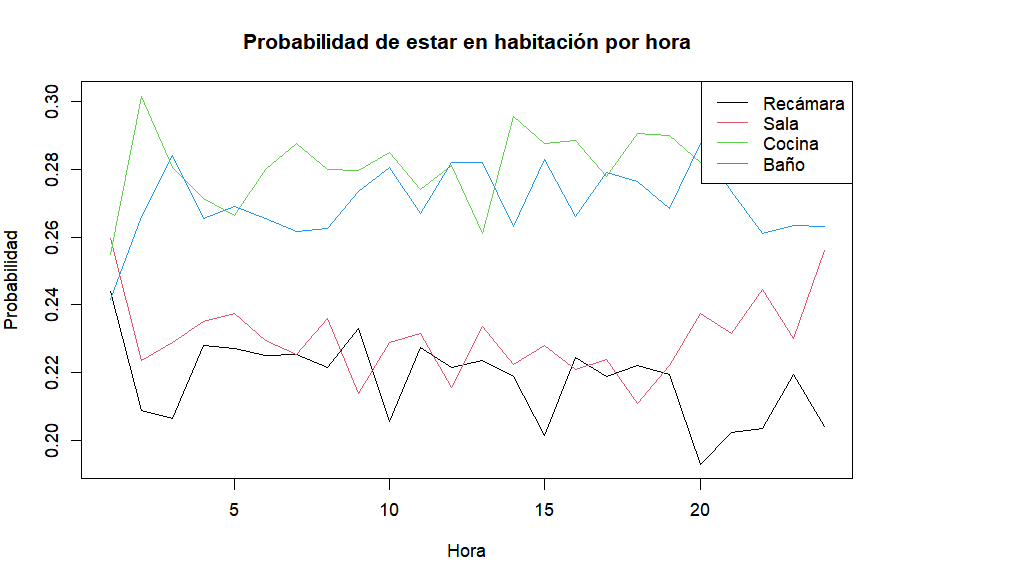 Probabilidad de estar en habitación por hora
Recámara
Sala
Cocina
Baño
Probabilidad
0.30
0.28
0.26
0.24
0.22
0.20
5 10 15 20
Hora